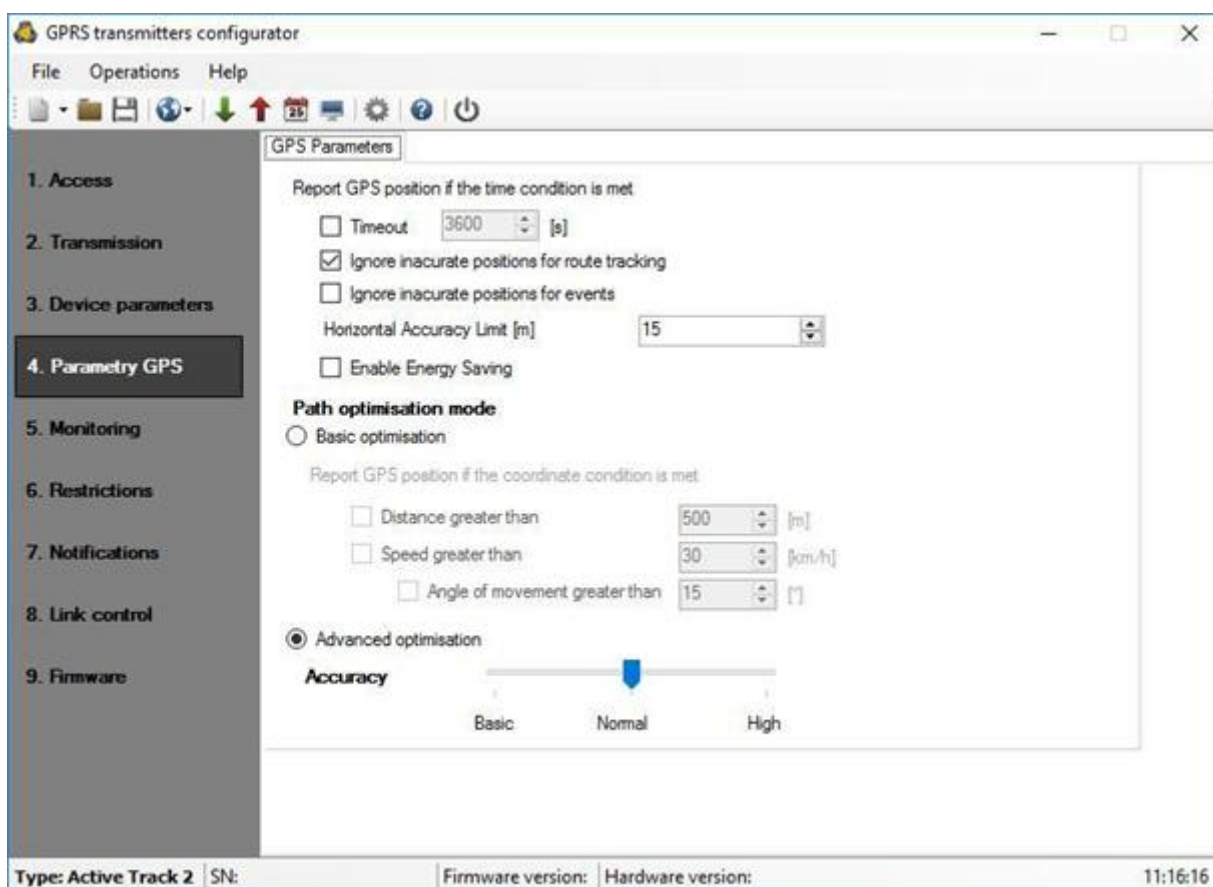 GPRS transmitters configurator
File Operations Help
25
GPS Parameters
1. Access
2. Transmission
3. Device parameters
4. Parametry GPS
5. Monitoring
6. Restrictions
7. Notifications
8. Link control
9. Firmware
Report GPS position if the time condition is met
Timeout 3600 [s]
Ignore inacurate positions for route tracking
Ignore inacurate positions for events
Horizontal Accuracy Limit [m] 15
Enable Energy Saving
Path optimisation mode
Basic optimisation
Report GPS position if the coordinate condition is met
Distance greater than 500 [m]
Speed greater than 30 [km/h]
Angle of movement greater than 15 [°]
Advanced optimisation
Accuracy
Basic Normal High
Type: Active Track 2 SN: Firmware version: Hardware version: 11:16:16